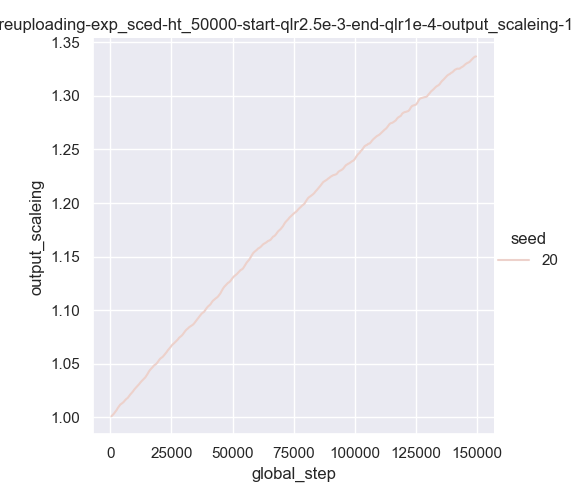 reuploading-exp_sced-ht_50000-start-qlr2.5e-3-end-qlr1e-4-output_scaleing-1
1.35
1.30
1.25
1.20
1.15
1.10
1.05
1.00
output_scaleing
0 25000 50000 75000 100000 125000 150000
global_step
seed
20